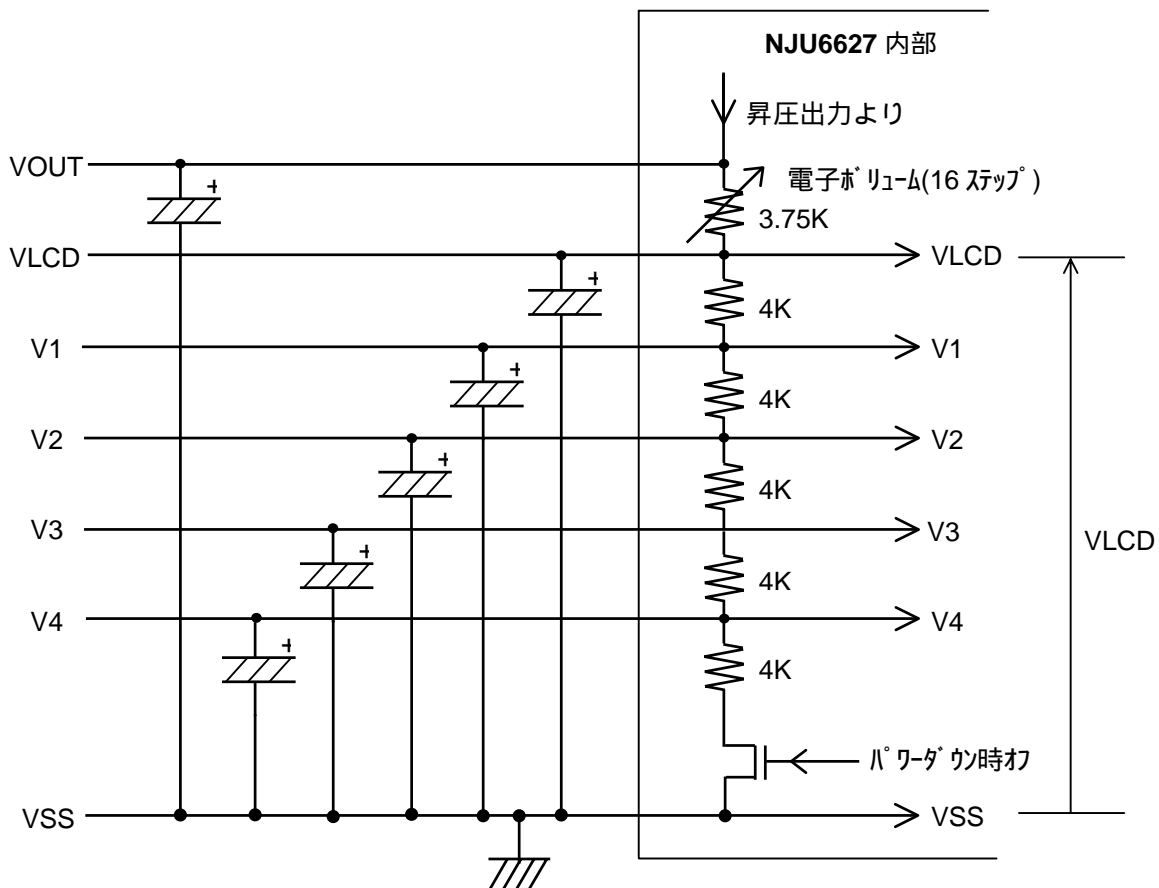 NJU6627 内部
昇圧出力より
VOUT
+
電子ﾎﾞﾘｭｰﾑ(16 ｽﾃｯﾌﾟ)
3.75K
VLCD
VLCD
+
4K
V1
V1
+
4K
V2
V2
+
4K
V3
V3
VLCD
+
4K
V4
V4
+
4K
ﾊﾟﾜｰﾀﾞｳﾝ時ｵﾌ
VSS
VSS